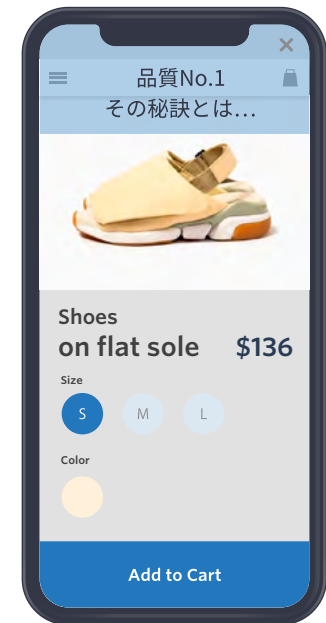 品質No.1
その秘訣とは…
Shoes
on flat sole $136
Size
S M L
Color
Add to Cart